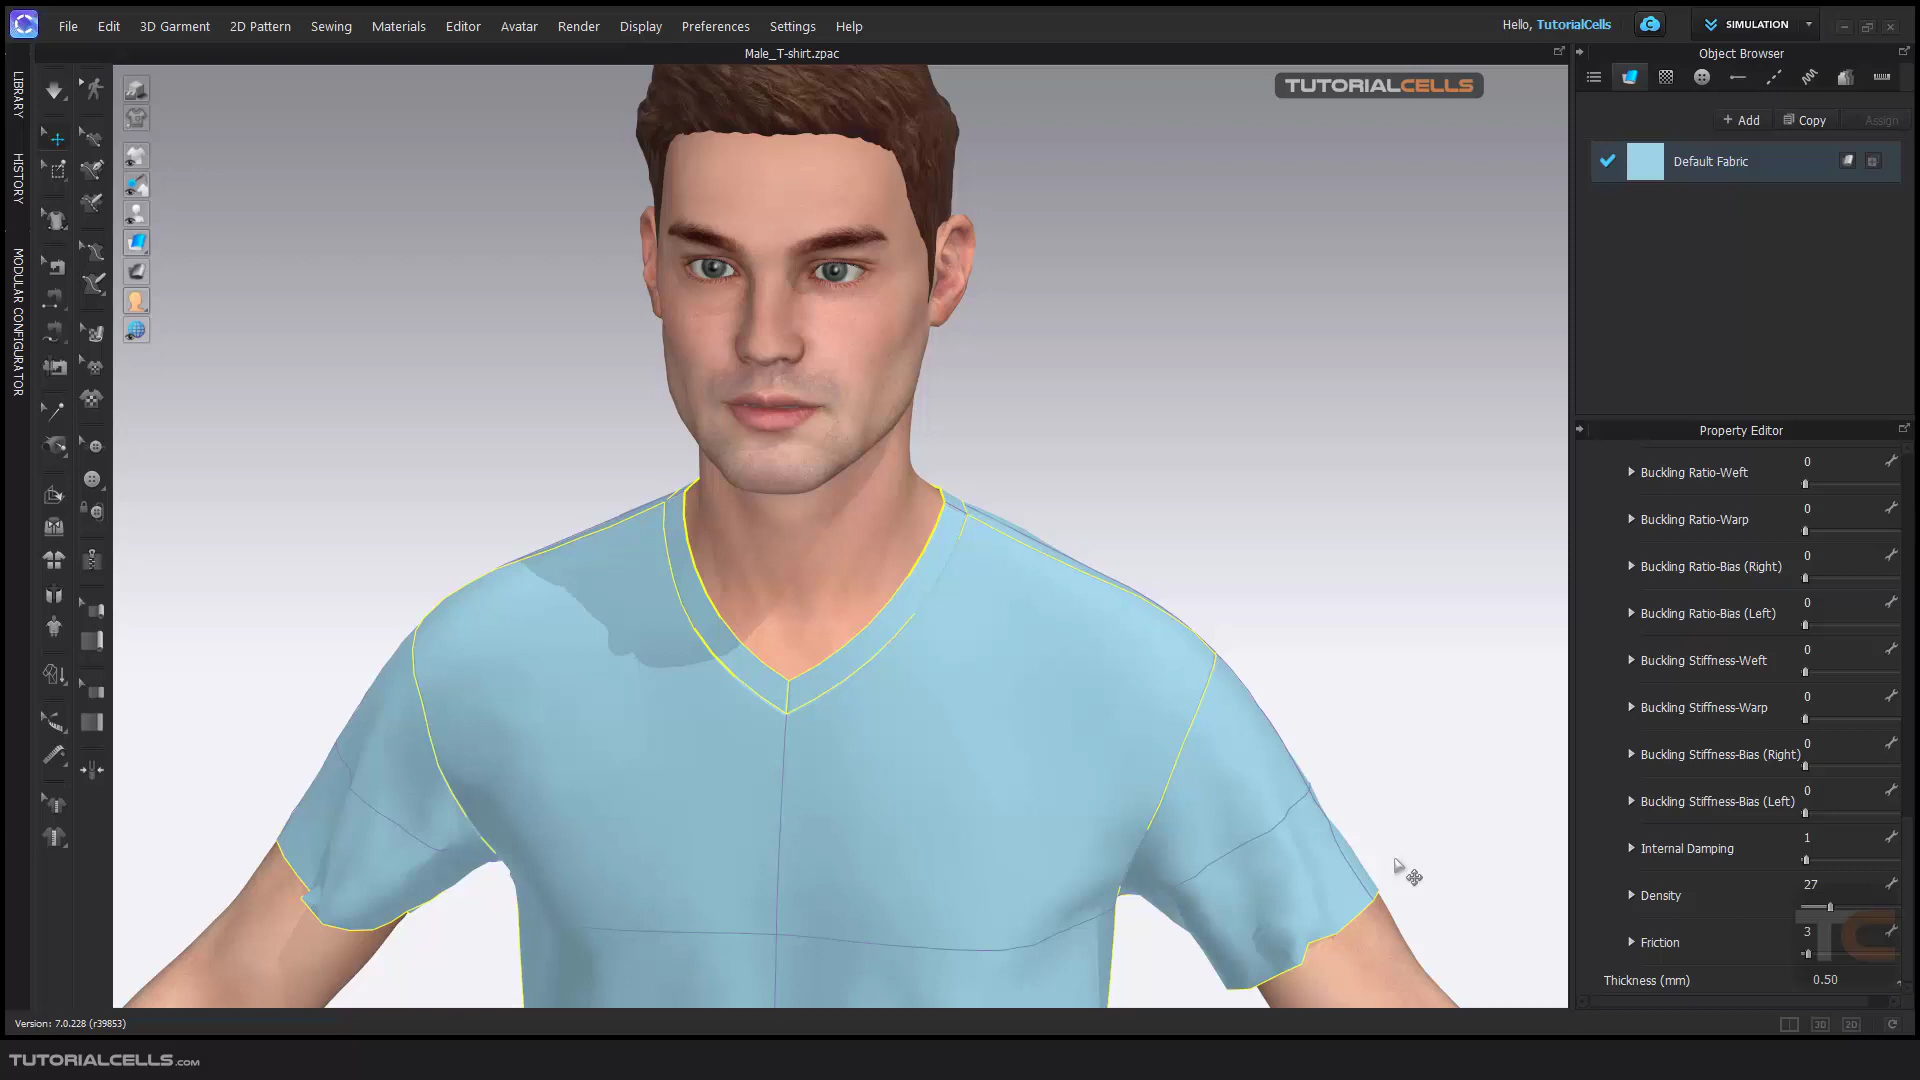 File Edit 3D Garment 2D Pattern Sewing Materials Editor Avatar Render Display Preferences Settings Help
Hello, TutorialCells
SIMULATION
Male_T-shirt.zpac
Object Browser
LIBRARY
HISTORY
MODULAR CONFIGURATOR
TUTORIALCELLS
+ Add
Copy
Assign
Default Fabric
Property Editor
Buckling Ratio-Weft 0
Buckling Ratio-Warp 0
Buckling Ratio-Bias (Right) 0
Buckling Ratio-Bias (Left) 0
Buckling Stiffness-Weft 0
Buckling Stiffness-Warp 0
Buckling Stiffness-Bias (Right) 0
Buckling Stiffness-Bias (Left) 0
Internal Damping 1
Density 27
Friction 3
TC
Thickness (mm) 0.50
Version: 7.0.228 (r39853)
3D 2D
TUTORIALCELLS.COM